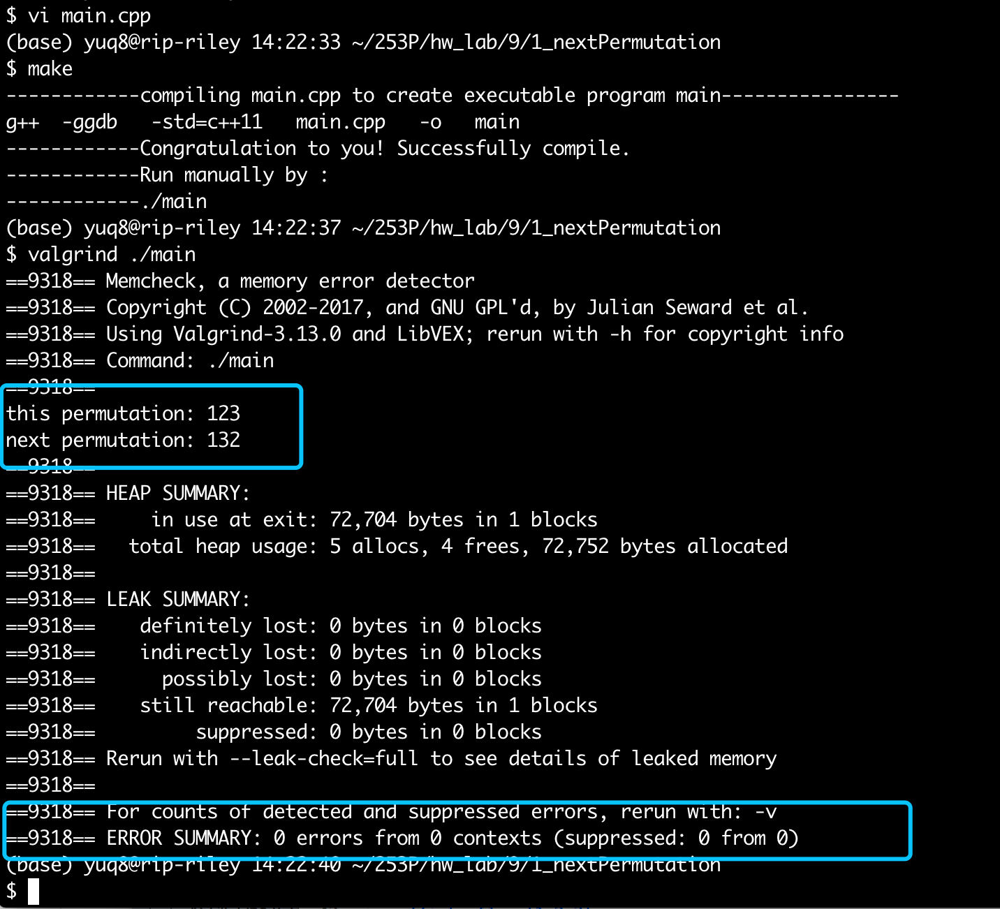 $ vi main.cpp
(base) yuq8@rip-riley 14:22:33 ~/253P/hw_lab/9/1_nextPermutation
$ make
------------compiling main.cpp to create executable program main----------------
g++  -ggdb   -std=c++11   main.cpp   -o   main
------------Congratulation to you! Successfully compile.
------------Run manually by :
------------./main
(base) yuq8@rip-riley 14:22:37 ~/253P/hw_lab/9/1_nextPermutation
$ valgrind ./main
==9318== Memcheck, a memory error detector
==9318== Copyright (C) 2002-2017, and GNU GPL'd, by Julian Seward et al.
==9318== Using Valgrind-3.13.0 and LibVEX; rerun with -h for copyright info
==9318== Command: ./main
==9318==
this permutation: 123
next permutation: 132
==9318==
==9318== HEAP SUMMARY:
==9318==     in use at exit: 72,704 bytes in 1 blocks
==9318==   total heap usage: 5 allocs, 4 frees, 72,752 bytes allocated
==9318==
==9318== LEAK SUMMARY:
==9318==    definitely lost: 0 bytes in 0 blocks
==9318==    indirectly lost: 0 bytes in 0 blocks
==9318==      possibly lost: 0 bytes in 0 blocks
==9318==    still reachable: 72,704 bytes in 1 blocks
==9318==         suppressed: 0 bytes in 0 blocks
==9318== Rerun with --leak-check=full to see details of leaked memory
==9318==
==9318== For counts of detected and suppressed errors, rerun with: -v
==9318== ERROR SUMMARY: 0 errors from 0 contexts (suppressed: 0 from 0)
(base) yuq8@rip-riley 14:22:40 ~/253P/hw_lab/9/1_nextPermutation
$